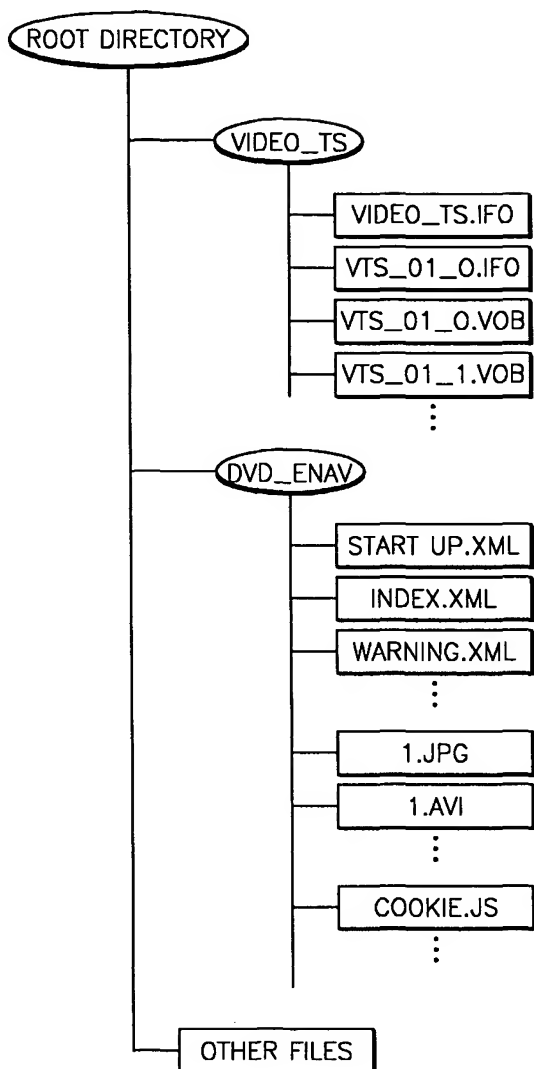 ROOT DIRECTORY
VIDEO_TS
VIDEO_TS.IFO
VTS_01_0.IFO
VTS_01_0.VOB
VTS_01_1.VOB
DVD_ENAV
START UP.XML
INDEX.XML
WARNING.XML
1.JPG
1.AVI
COOKIE.JS
OTHER FILES